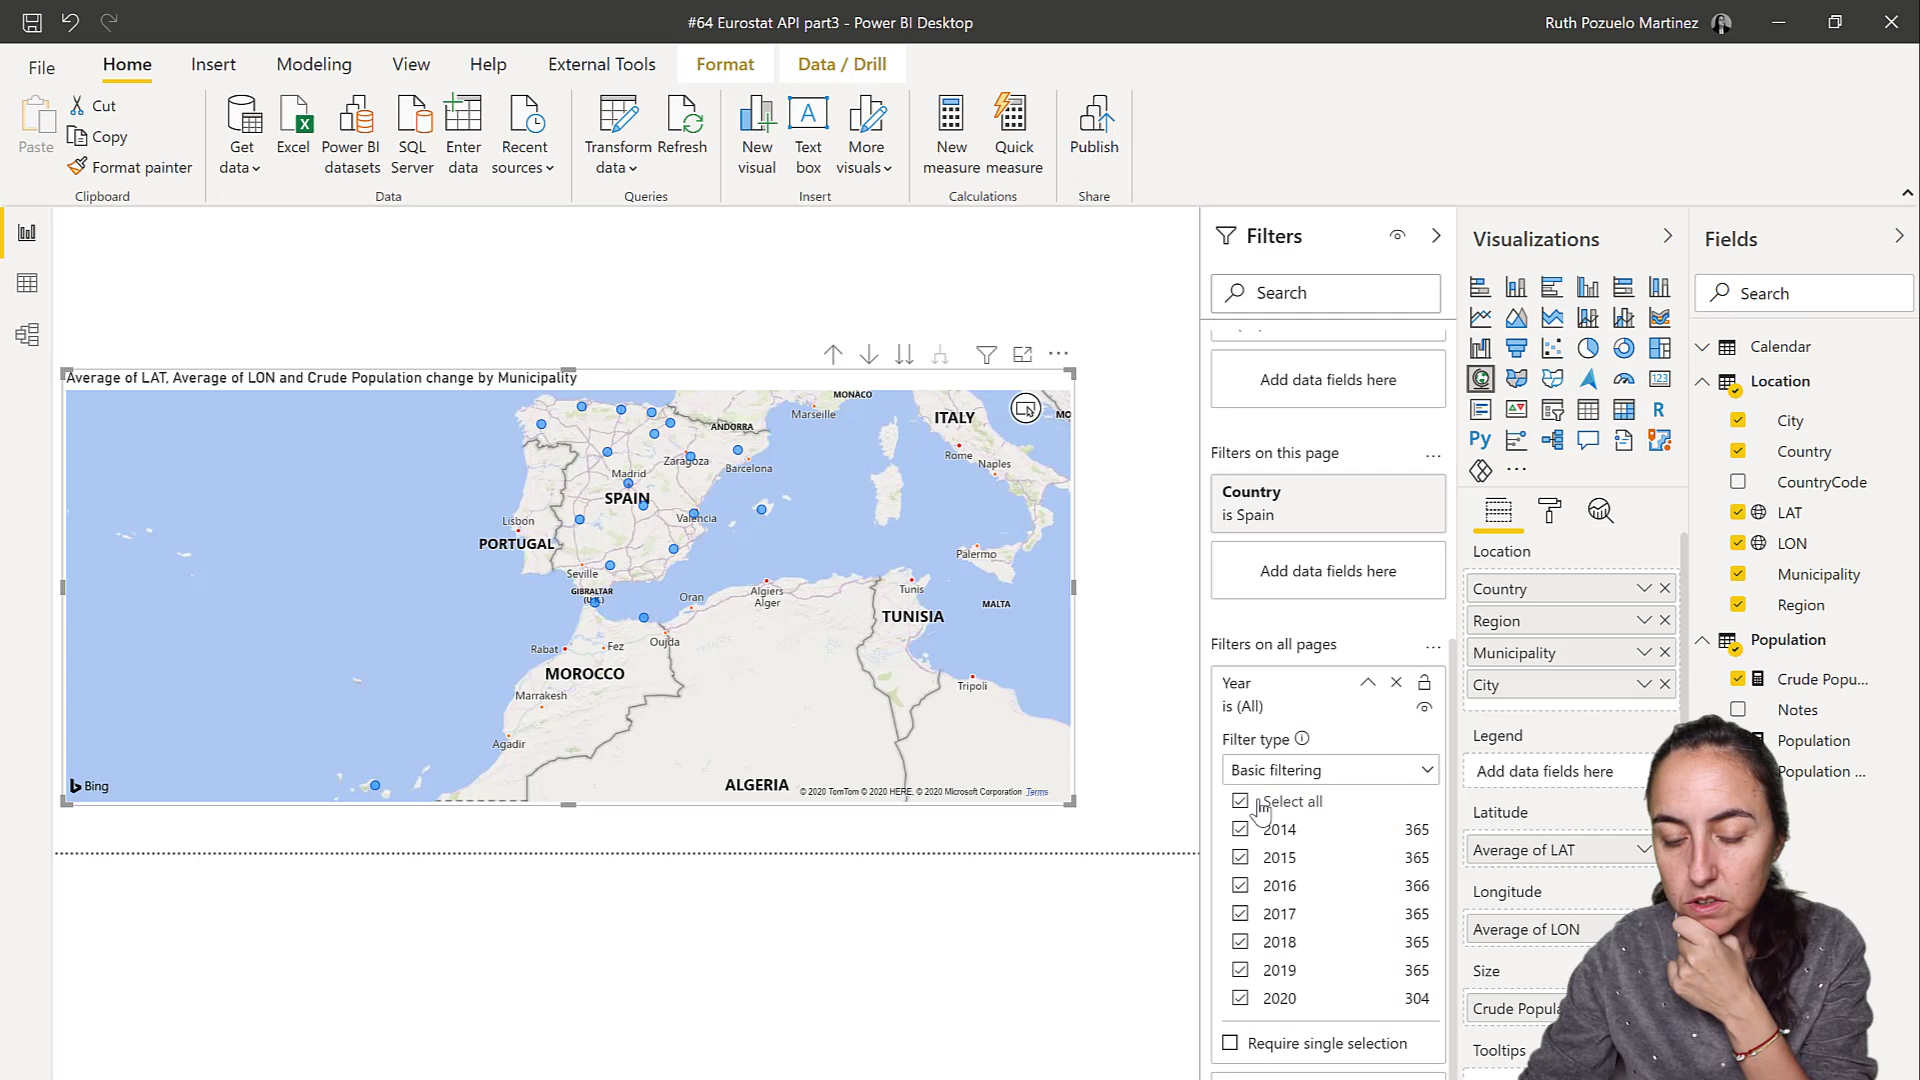 #64 Eurostat API part3 - Power BI Desktop
Ruth Pozuelo Martinez
File
Home
Insert
Modeling
View
Help
External Tools
Format
Data / Drill
Paste
Cut
Copy
Format painter
Clipboard
Get data
Excel
Power BI datasets
SQL Server
Enter data
Recent sources
Data
Transform data
Refresh
Queries
New visual
Text box
More visuals
Insert
New measure
Quick measure
Calculations
Publish
Share
Average of LAT, Average of LON and Crude Population change by Municipality
MONACO
Marseille
ITALY
MO
ANDORRA
Rome
Naples
Zaragoza
Barcelona
Madrid
SPAIN
Valencia
Lisbon
PORTUGAL
Palermo
Seville
GIBRALTAR (U.K.)
Algiers
Alger
Tunis
Oran
MALTA
TUNISIA
Rabat
Fez
Oujda
MOROCCO
Tripoli
Marrakesh
Agadir
ALGERIA
Bing
© 2020 TomTom © 2020 HERE, © 2020 Microsoft Corporation Terms
Filters
Search
Add data fields here
Filters on this page
...
Country
is Spain
Add data fields here
Filters on all pages
...
Year
is (All)
Filter type
Basic filtering
Select all
2014 365
2015 365
2016 366
2017 365
2018 365
2019 365
2020 304
Require single selection
Visualizations
123
R
Py
...
Location
Country
Region
Municipality
City
Legend
Add data fields here
Latitude
Average of LAT
Longitude
Average of LON
Size
Crude Popul
Tooltips
Fields
Search
Calendar
Location
City
Country
CountryCode
LAT
LON
Municipality
Region
Population
Crude Popu...
Notes
Population
Population ...